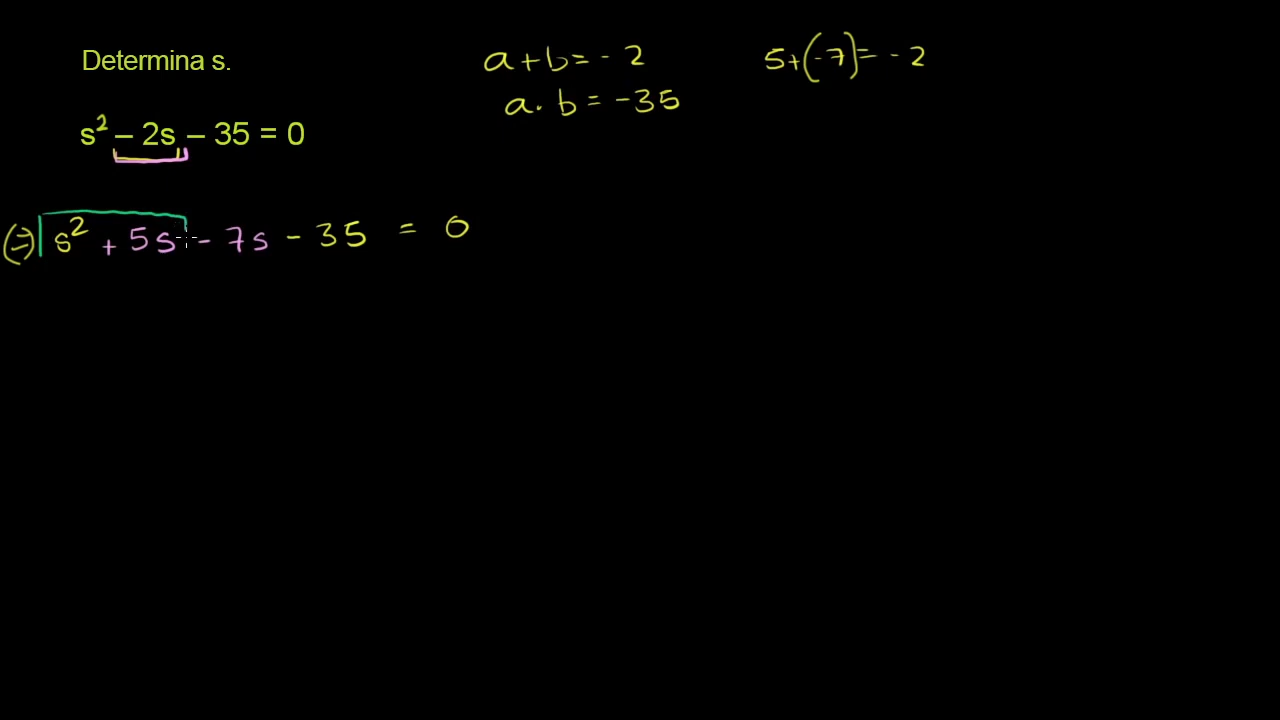 Determina s.
a + b = - 2
5+(-7)= - 2
a . b = -35
s² – 2s – 35 = 0
(=) s² + 5s - 7s - 35 = 0